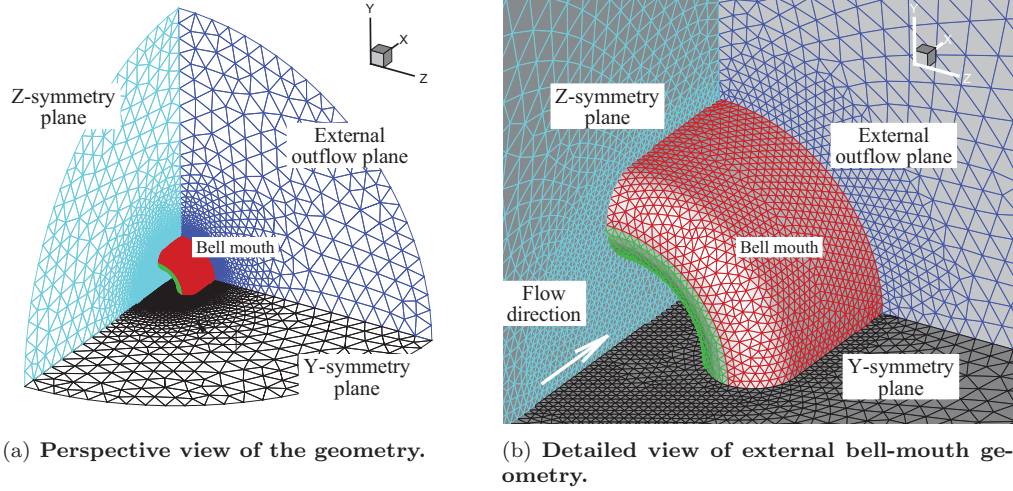 Y
X
Z
Z-symmetry
plane
External
outflow plane
Bell mouth
Y-symmetry
plane
(a) Perspective view of the geometry.
Y
X
Z
Z-symmetry
plane
External
outflow plane
Bell mouth
Flow
direction
Y-symmetry
plane
(b) Detailed view of external bell-mouth ge-
ometry.